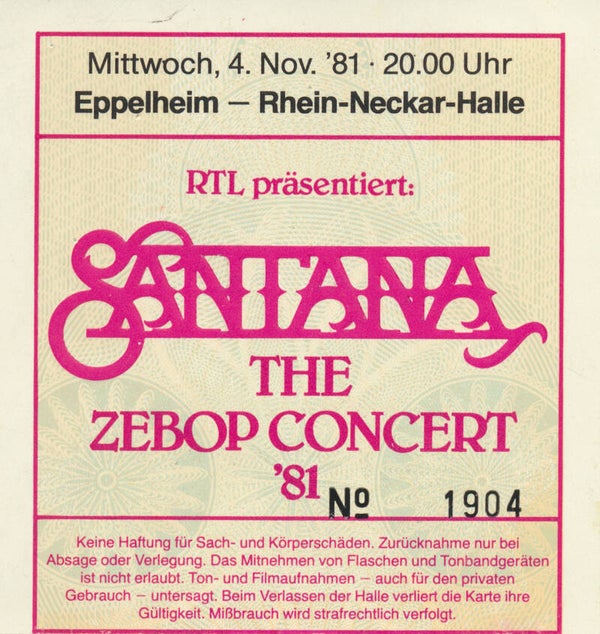 Mittwoch, 4. Nov. '81 · 20.00 Uhr
Eppelheim – Rhein-Neckar-Halle
RTL präsentiert:
SANTANA
THE
ZEBOP CONCERT
'81
Nº 1904
Keine Haftung für Sach- und Körperschäden. Zurücknahme nur bei
Absage oder Verlegung. Das Mitnehmen von Flaschen und Tonbandgeräten
ist nicht erlaubt. Ton- und Filmaufnahmen – auch für den privaten
Gebrauch – untersagt. Beim Verlassen der Halle verliert die Karte ihre
Gültigkeit. Mißbrauch wird strafrechtlich verfolgt.